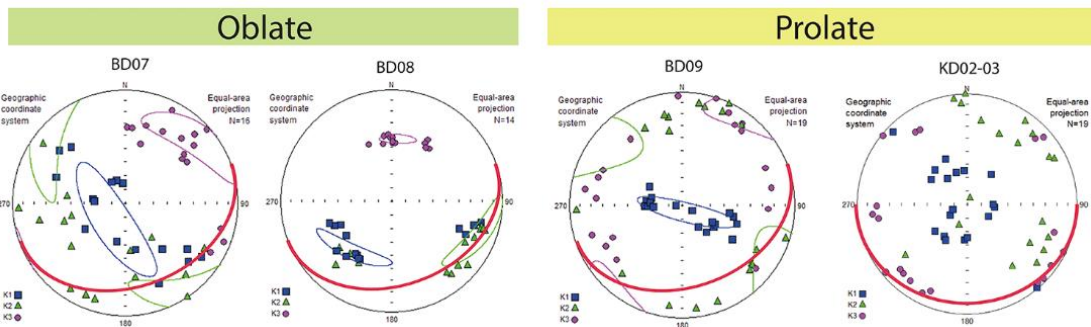 Oblate
Prolate
BD07
BD08
BD09
KD02-03
Geographic
coordinate
system
N
Equal-area
projection
N=16
270
90
180
K1
K2
K3
Geographic
coordinate
system
N
Equal-area
projection
N=14
270
90
180
K1
K2
K3
Geographic
coordinate
system
N
Equal-area
projection
N=19
270
90
180
K1
K2
K3
Geographic
coordinate
system
N
Equal-area
projection
N=19
270
90
180
K1
K2
K3